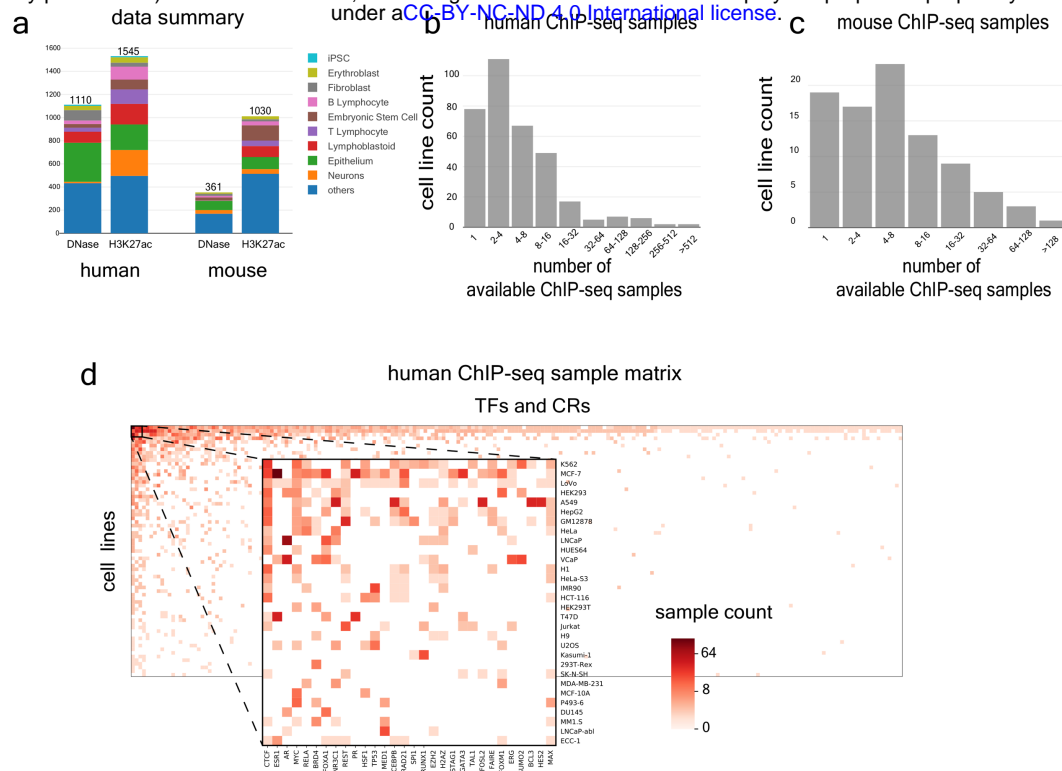 under aCC-BY-NC-ND 4.0 International license.
a
data summary
1600
1400
1200
1000
800
600
400
200
0
1110
1545
361
1030
DNase
H3K27ac
DNase
H3K27ac
human
mouse
iPSC
Erythroblast
Fibroblast
B Lymphocyte
Embryonic Stem Cell
T Lymphocyte
Lymphoblastoid
Epithelium
Neurons
others
b
human ChIP-seq samples
cell line count
100
80
60
40
20
0
1
2-4
4-8
8-16
16-32
32-64
64-128
128-256
256-512
>512
number of
available ChIP-seq samples
c
mouse ChIP-seq samples
cell line count
20
15
10
5
0
1
2-4
4-8
8-16
16-32
32-64
64-128
>128
number of
available ChIP-seq samples
d
human ChIP-seq sample matrix
TFs and CRs
cell lines
K562
MCF-7
LoVo
HEK293
A549
HepG2
GM12878
HeLa
LNCaP
HUES64
VCaP
H1
HeLa-S3
IMR90
HCT-116
HEK293T
T47D
Jurkat
H9
U2OS
Kasumi-1
293T-Rex
SK-N-SH
MDA-MB-231
MCF-10A
P493-6
DU145
MM1.S
LNCaP-abl
ECC-1
CTCF
ESR1
AR
MYC
RELA
BRD4
FOXA1
NR3C1
REST
PR
HSF1
TP53
MED1
CEBPB
RAD21
SPI1
RUNX1
EZH2
H2AZ
STAG1
GATA3
TAL1
FOSL2
FAIRE
FOXM1
ERG
SUMO2
BCL3
HES2
MAX
sample count
64
8
0